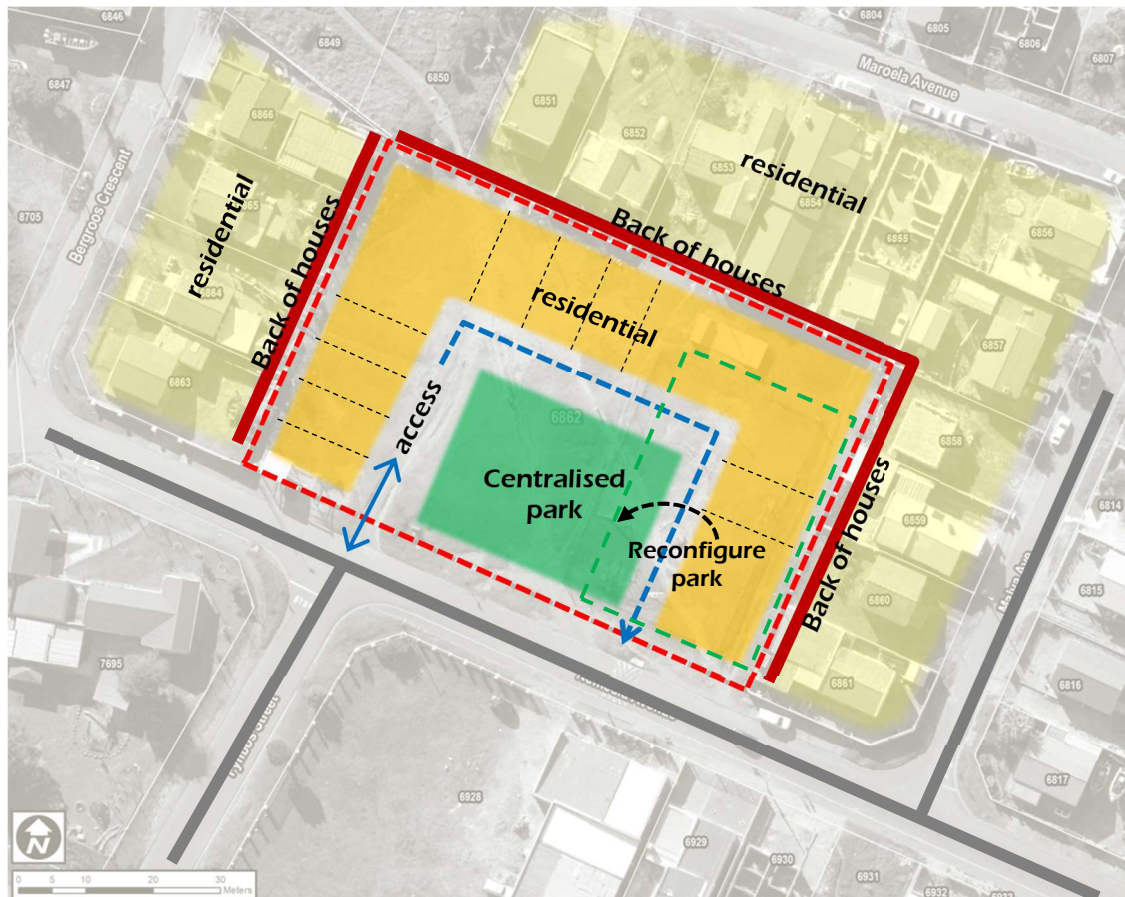 6846
6849
6804
6805
6806
6807
6847
6850
Maroela Avenue
6851
6866
6852
6853
residential
6854
Bergroos Crescent
residential
8705
Back of houses
6855
6856
Back of houses
residential
6857
6863
access
6862
6858
Centralised
park
Back of houses
6859
6814
Reconfigure
park
6860
6815
7695
6861
6816
6817
6928
6929
6930
6931
6932
N
0 5 10 20 30
Meters